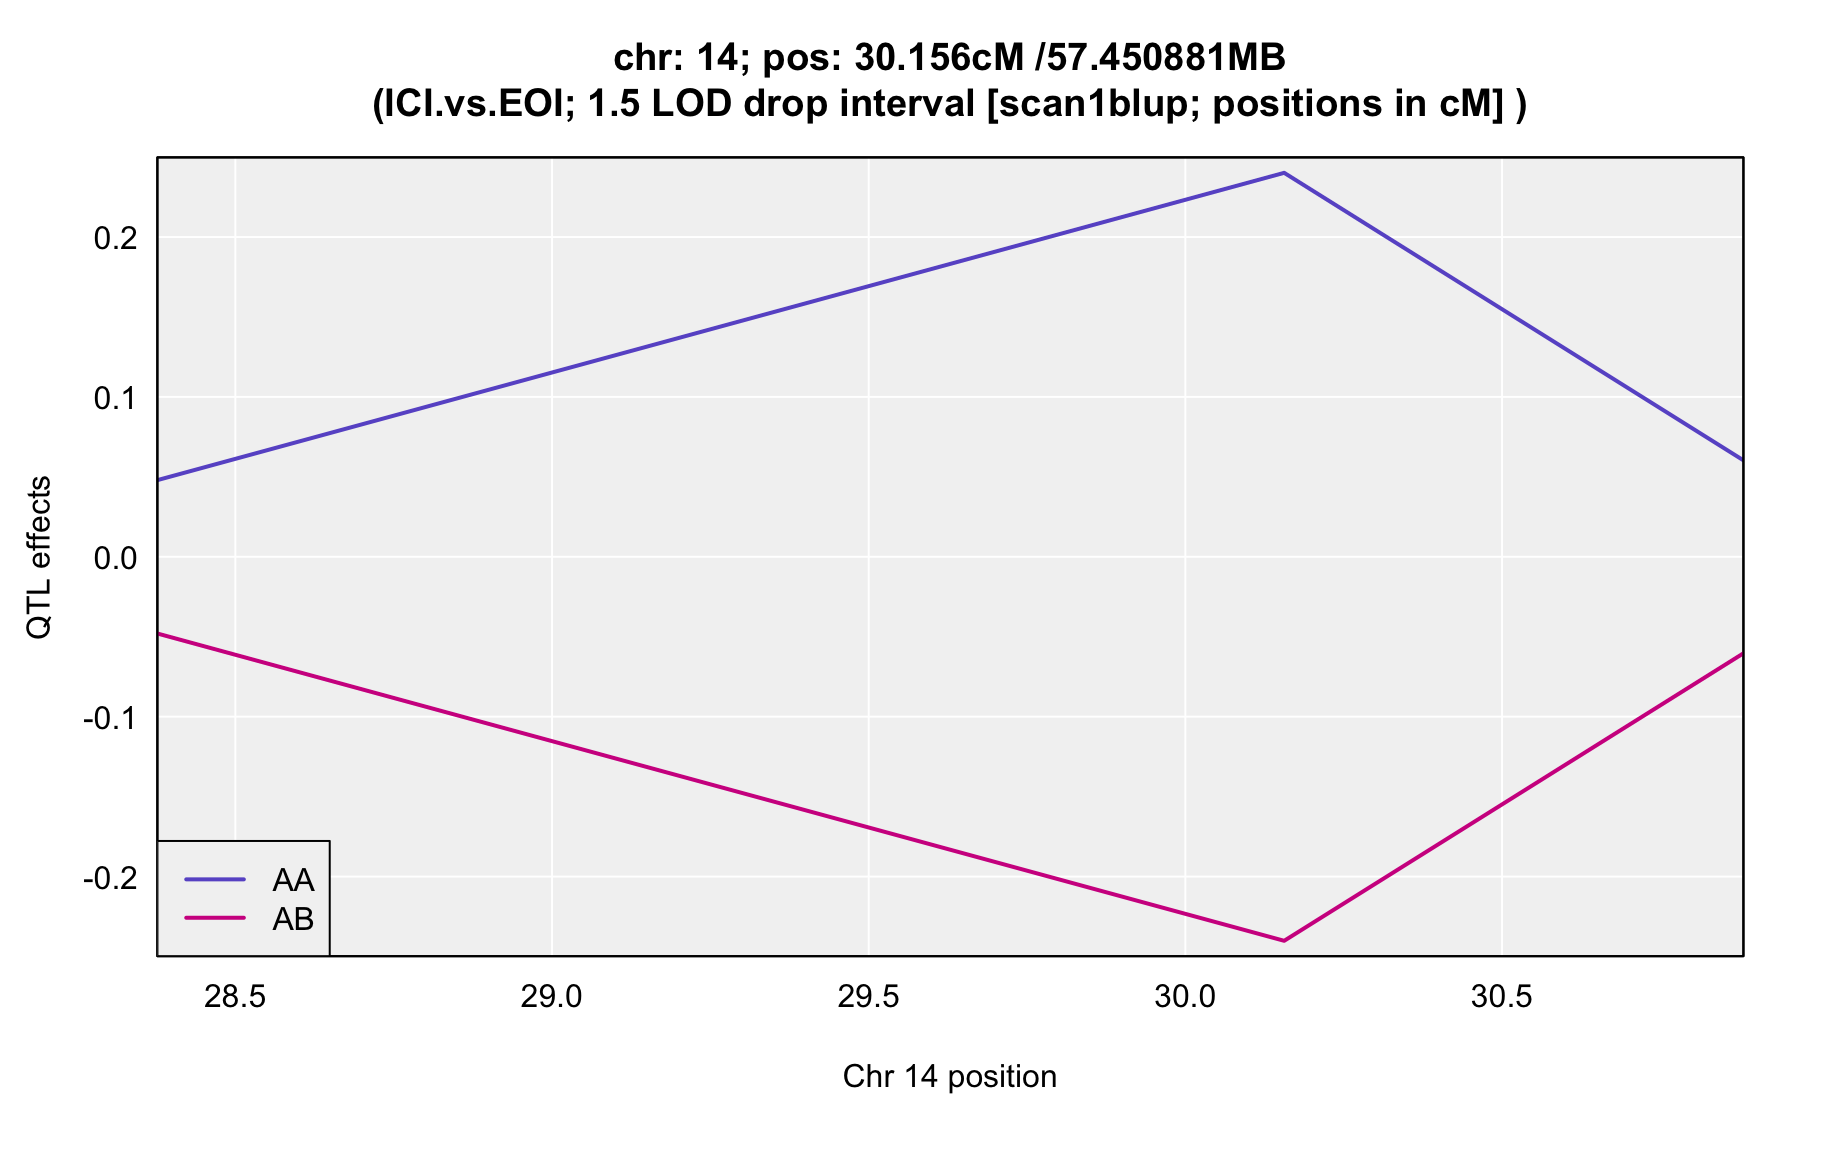 chr: 14; pos: 30.156cM /57.450881MB
(ICI.vs.EOI; 1.5 LOD drop interval [scan1blup; positions in cM] )
QTL effects
0.2
0.1
0.0
-0.1
-0.2
AA
AB
28.5 29.0 29.5 30.0 30.5
Chr 14 position